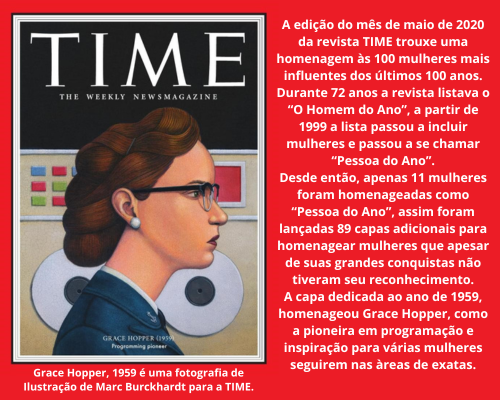 TIME
THE WEEKLY NEWSMAGAZINE
GRACE HOPPER (1959)
Programming pioneer
Grace Hopper, 1959 é uma fotografia de
Ilustração de Marc Burckhardt para a TIME.
A edição do mês de maio de 2020
da revista TIME trouxe uma
homenagem às 100 mulheres mais
influentes dos últimos 100 anos.
Durante 72 anos a revista listava o
“O Homem do Ano”, a partir de
1999 a lista passou a incluir
mulheres e passou a se chamar
“Pessoa do Ano”.
Desde então, apenas 11 mulheres
foram homenageadas como
“Pessoa do Ano”, assim foram
lançadas 89 capas adicionais para
homenagear mulheres que apesar
de suas grandes conquistas não
tiveram seu reconhecimento.
A capa dedicada ao ano de 1959,
homenageou Grace Hopper, como
a pioneira em programação e
inspiração para várias mulheres
seguirem nas àreas de exatas.